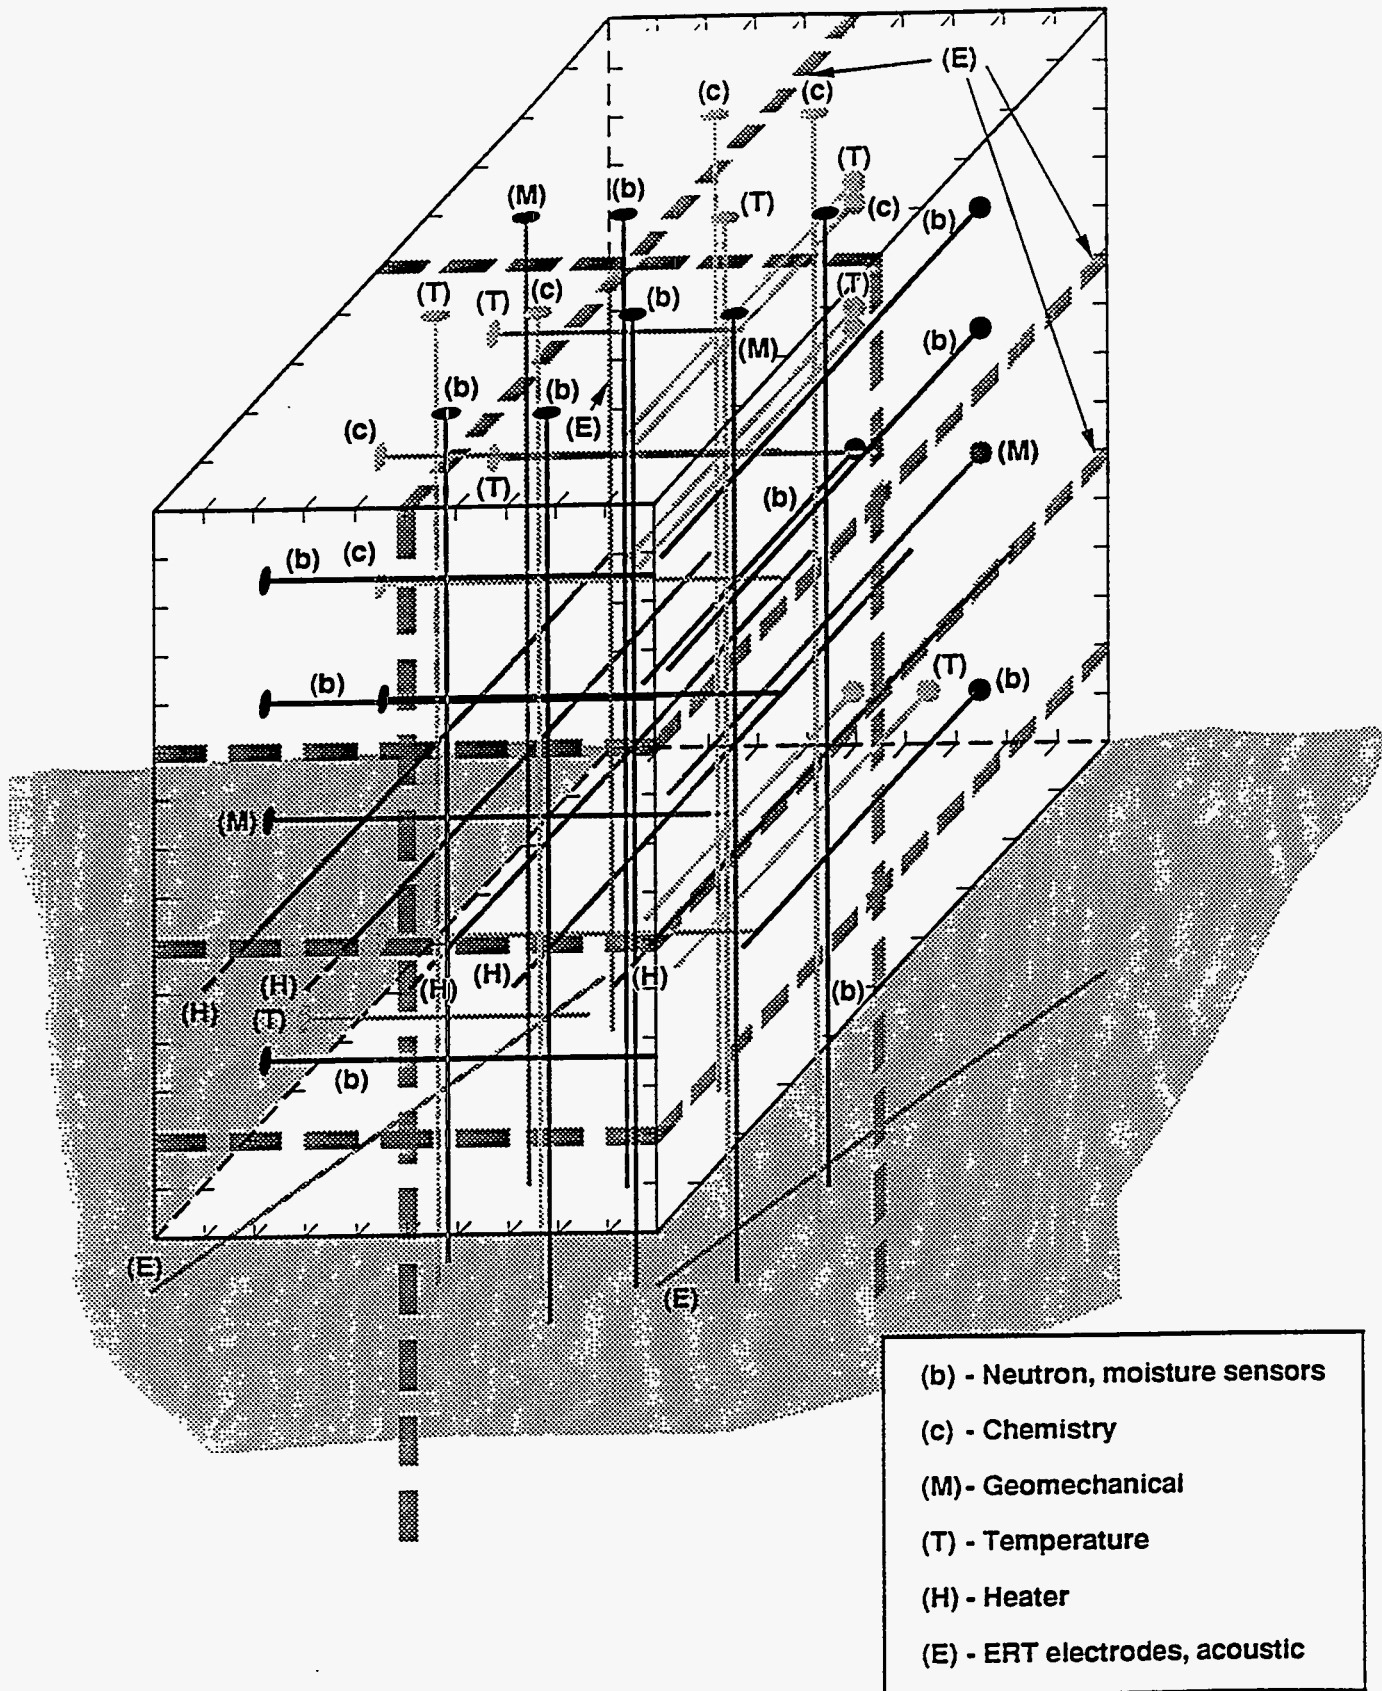 (E)
(c) (c)
(T)
(M) (b) (T) (c) (b)
(T) (T) (c) (b) (T)
(M) (b)
(b) (b) (E)
(c) (T) (b) (M)
(b) (c)
(b) (T) (b)
(M)
(H) (H) (H) (H) (H) (b)
(T)
(b)
(E) (E)
(b) - Neutron, moisture sensors
(c) - Chemistry
(M) - Geomechanical
(T) - Temperature
(H) - Heater
(E) - ERT electrodes, acoustic